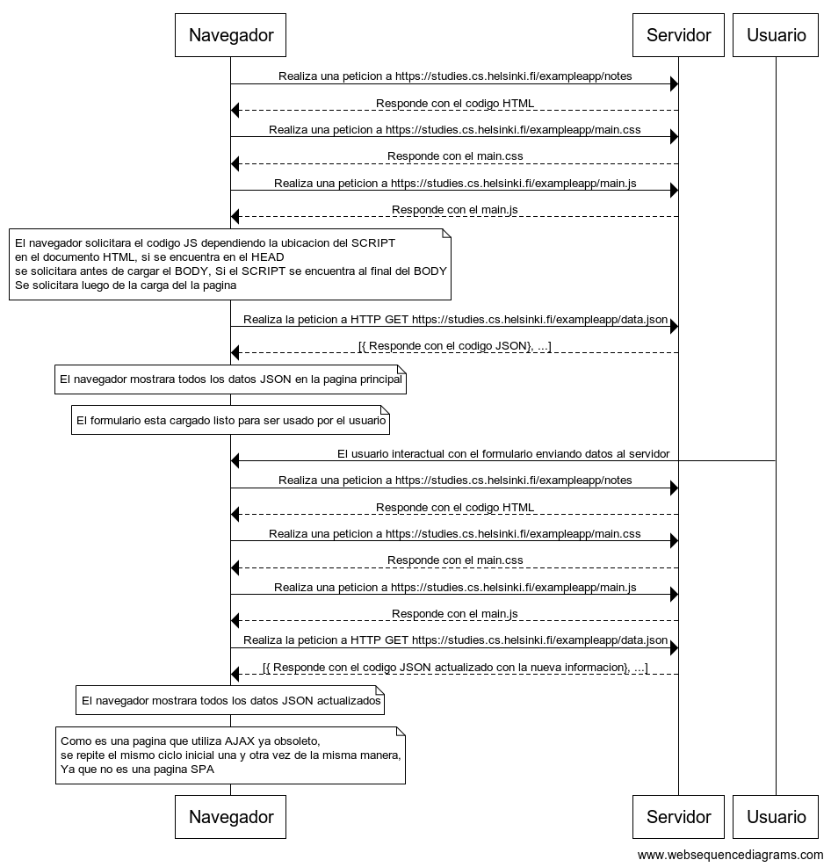 Navegador
Servidor
Usuario
Realiza una peticion a https://studies.cs.helsinki.fi/exampleapp/notes
Responde con el codigo HTML
Realiza una peticion a https://studies.cs.helsinki.fi/exampleapp/main.css
Responde con el main.css
Realiza una peticion a https://studies.cs.helsinki.fi/exampleapp/main.js
Responde con el main.js
El navegador solicitara el codigo JS dependiendo la ubicacion del SCRIPT
en el documento HTML, si se encuentra en el HEAD
se solicitara antes de cargar el BODY, Si el SCRIPT se encuentra al final del BODY
Se solicitara luego de la carga del la pagina
Realiza la peticion a HTTP GET https://studies.cs.helsinki.fi/exampleapp/data.json
[{ Responde con el codigo JSON}, ...]
El navegador mostrara todos los datos JSON en la pagina principal
El formulario esta cargado listo para ser usado por el usuario
El usuario interactual con el formulario enviando datos al servidor
Realiza una peticion a https://studies.cs.helsinki.fi/exampleapp/notes
Responde con el codigo HTML
Realiza una peticion a https://studies.cs.helsinki.fi/exampleapp/main.css
Responde con el main.css
Realiza una peticion a https://studies.cs.helsinki.fi/exampleapp/main.js
Responde con el main.js
Realiza la peticion a HTTP GET https://studies.cs.helsinki.fi/exampleapp/data.json
[{ Responde con el codigo JSON actualizado con la nueva informacion}, ...]
El navegador mostrara todos los datos JSON actualizados
Como es una pagina que utiliza AJAX ya obsoleto,
se repite el mismo ciclo inicial una y otra vez de la misma manera,
Ya que no es una pagina SPA
Navegador
Servidor
Usuario
www.websequencediagrams.com